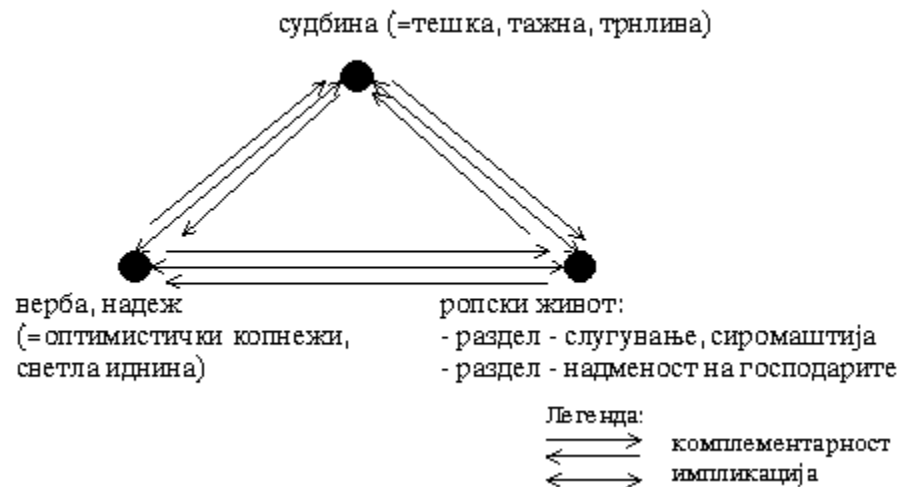 судбина (=тешка, тажна, трнлива)
верба, надеж
(=оптимистички копнежи,
светла иднина)
ропски живот:
- раздел - слугување, сиромаштија
- раздел - надменост на господарите
Легенда:
комплементарност
импликација